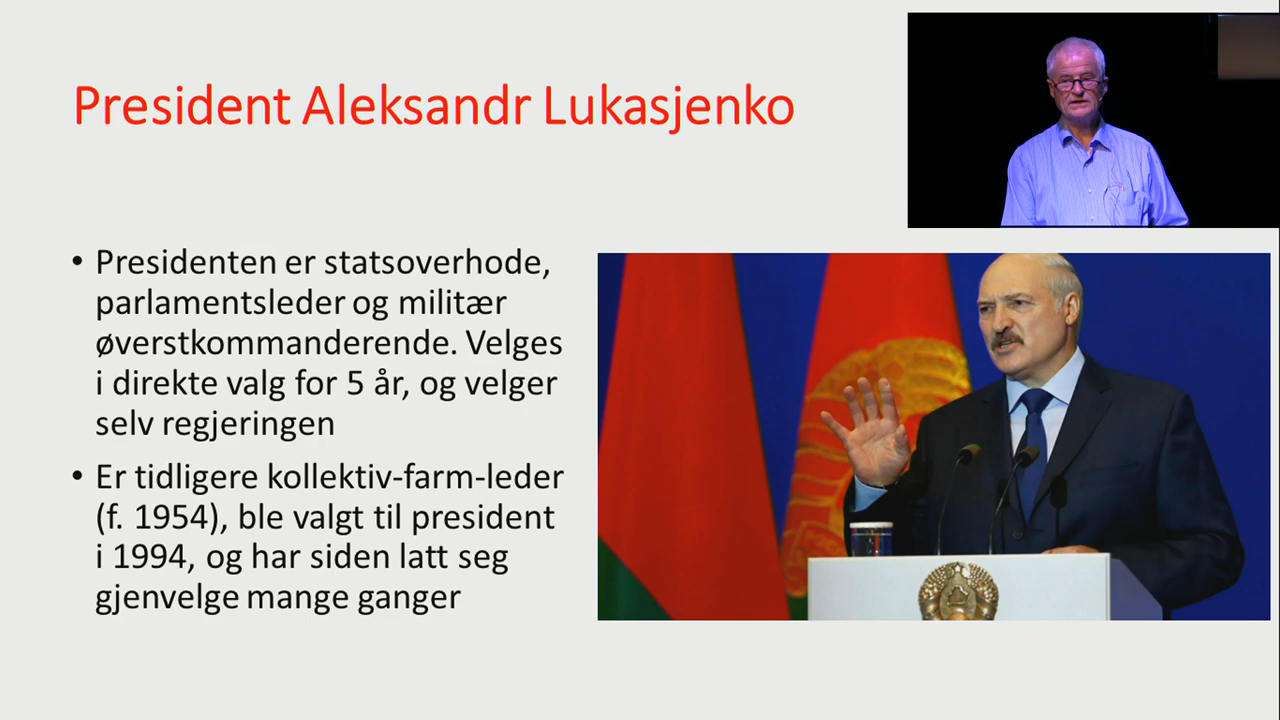 President Aleksandr Lukasjenko
• Presidenten er statsoverhode,
parlamentsleder og militær
øverstkommanderende. Velges
i direkte valg for 5 år, og velger
selv regjeringen
• Er tidligere kollektiv-farm-leder
(f. 1954), ble valgt til president
i 1994, og har siden latt seg
gjenvelge mange ganger